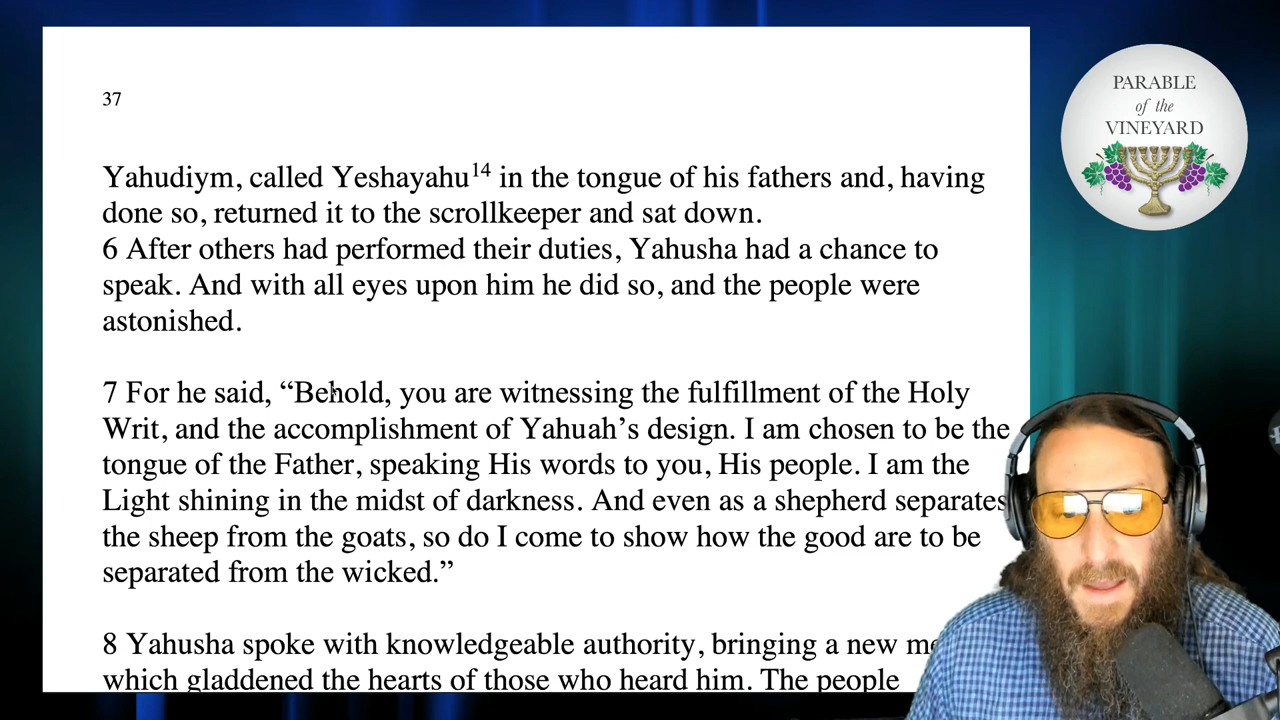 37
Yahudiym, called Yeshayahu14 in the tongue of his fathers and, having
done so, returned it to the scrollkeeper and sat down.
6 After others had performed their duties, Yahusha had a chance to
speak. And with all eyes upon him he did so, and the people were
astonished.
7 For he said, “Behold, you are witnessing the fulfillment of the Holy
Writ, and the accomplishment of Yahuah’s design. I am chosen to be the
tongue of the Father, speaking His words to you, His people. I am the
Light shining in the midst of darkness. And even as a shepherd separates
the sheep from the goats, so do I come to show how the good are to be
separated from the wicked.”
8 Yahusha spoke with knowledgeable authority, bringing a new
which gladdened the hearts of those who heard him. The people
PARABLE
of the
VINEYARD